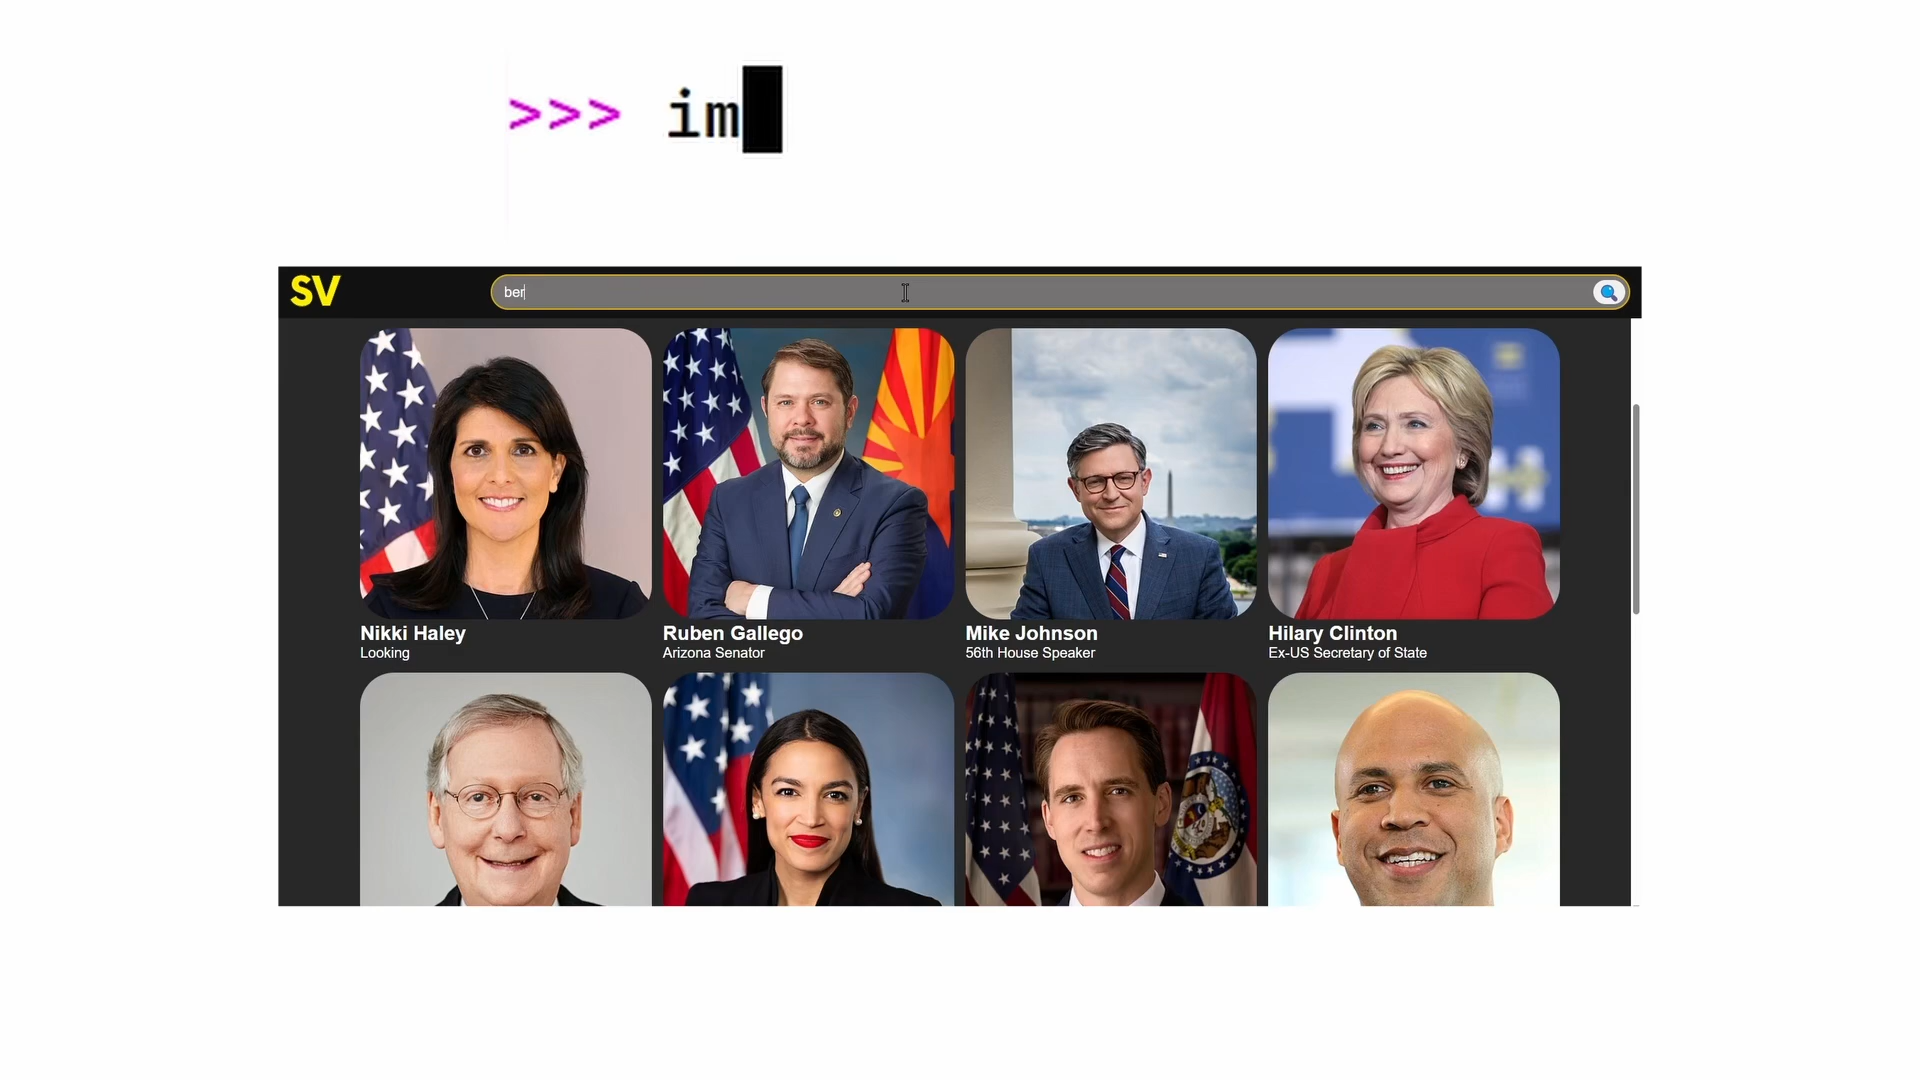 >>> im
SV
ber
Nikki Haley
Looking
Ruben Gallego
Arizona Senator
Mike Johnson
56th House Speaker
Hilary Clinton
Ex-US Secretary of State